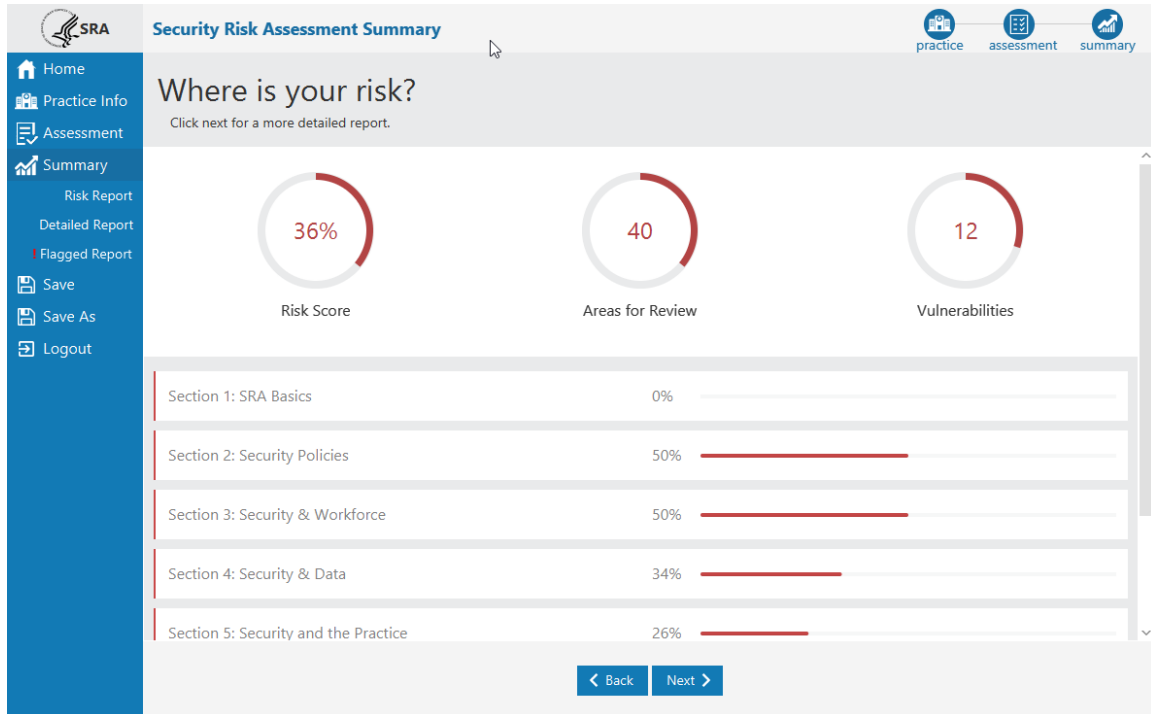 SRA
Security Risk Assessment Summary
practice assessment summary
Home
Practice Info
Assessment
Summary
Risk Report
Detailed Report
! Flagged Report
Save
Save As
Logout
Where is your risk?
Click next for a more detailed report.
36% 40 12
Risk Score Areas for Review Vulnerabilities
Section 1: SRA Basics 0%
Section 2: Security Policies 50%
Section 3: Security & Workforce 50%
Section 4: Security & Data 34%
Section 5: Security and the Practice 26%
Back Next